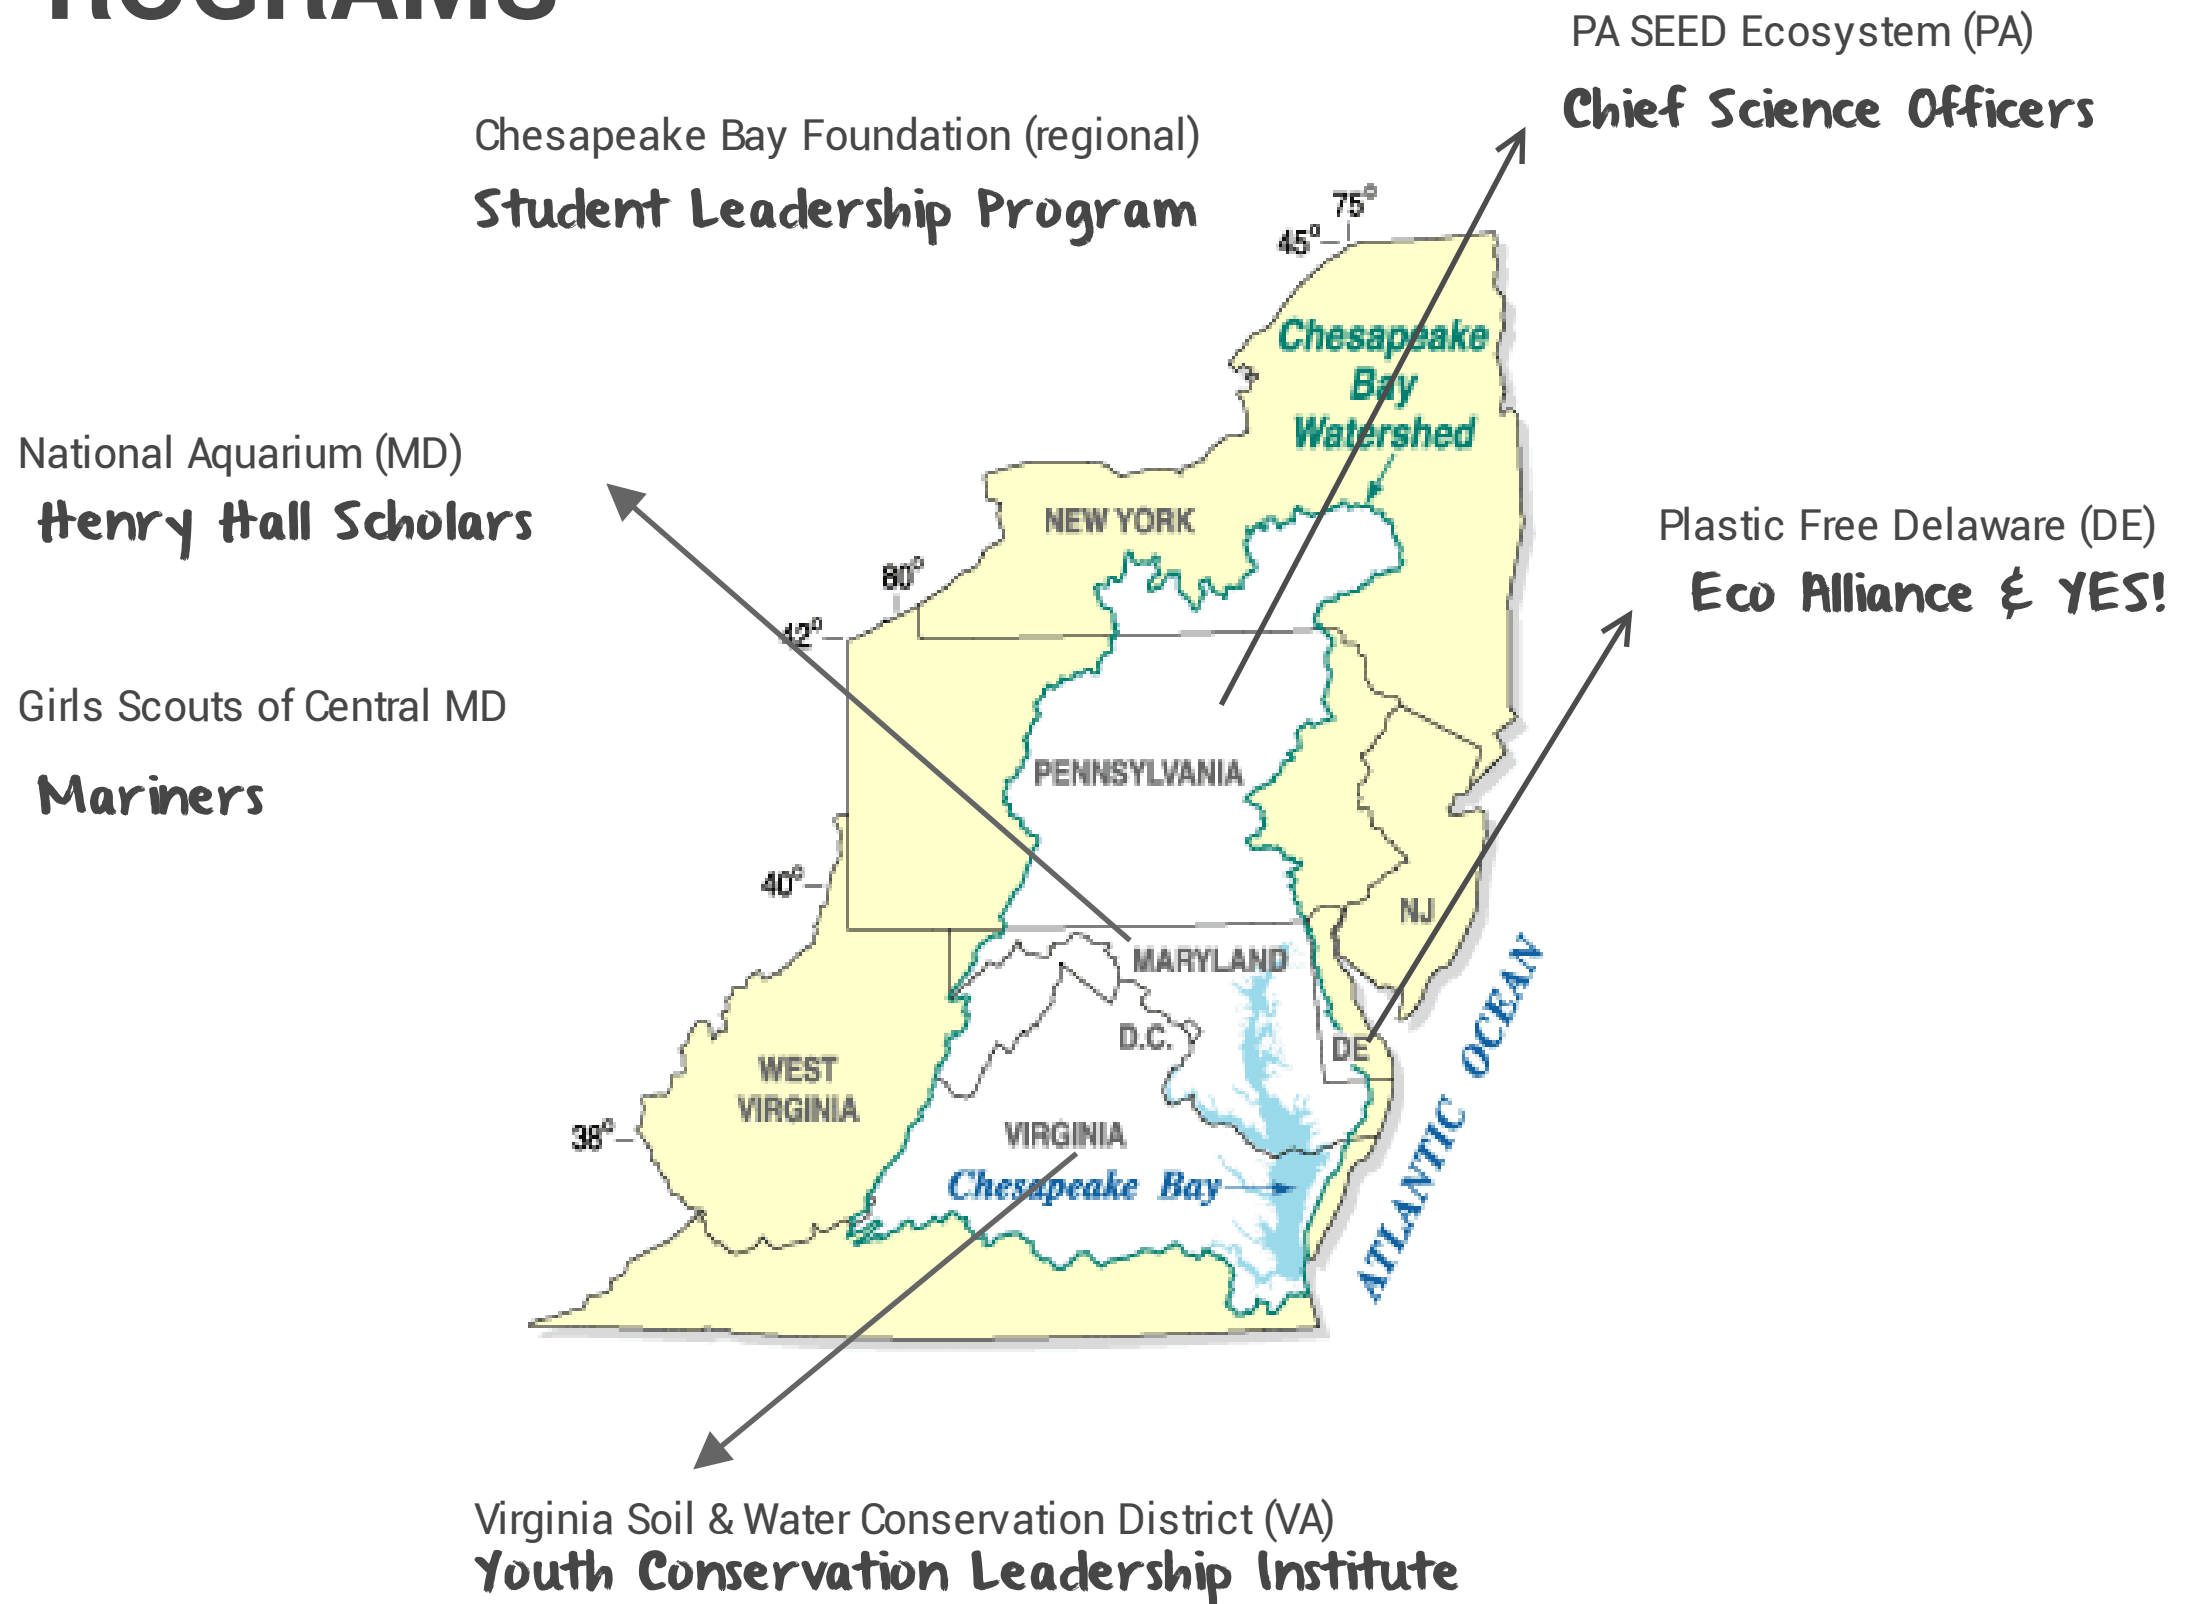 PA SEED Ecosystem (PA)
Chief Science Officers
Chesapeake Bay Foundation (regional)
Student Leadership Program
75°
45°
Chesapeake
Bay
Watershed
National Aquarium (MD)
Henry Hall Scholars
NEW YORK
Plastic Free Delaware (DE)
Eco Alliance & YES!
80°
42°
Girls Scouts of Central MD
Mariners
PENNSYLVANIA
40°
NJ
MARYLAND
D.C.
DE
ATLANTIC OCEAN
WEST
VIRGINIA
38°
VIRGINIA
Chesapeake Bay
Virginia Soil & Water Conservation District (VA)
Youth Conservation Leadership Institute